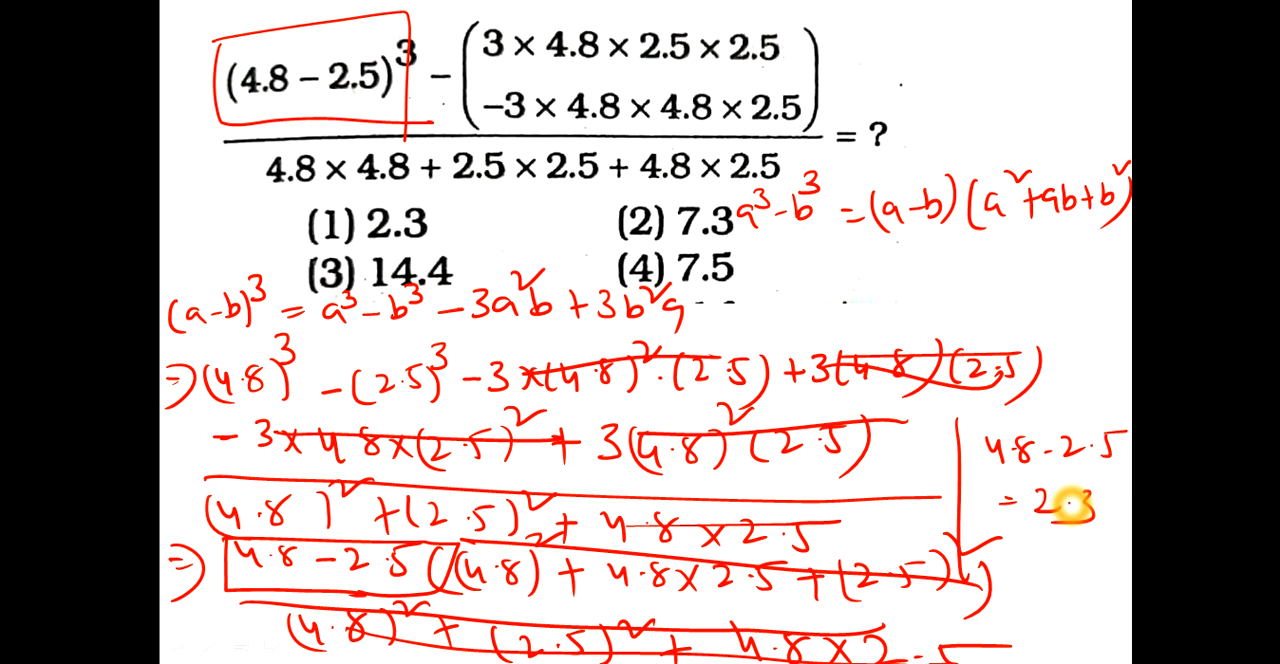 (4.8 – 2.5)³ – (3 × 4.8 × 2.5 × 2.5
–3 × 4.8 × 4.8 × 2.5)
= ?
4.8 × 4.8 + 2.5 × 2.5 + 4.8 × 2.5
(1) 2.3 (2) 7.3 a³-b³ = (a-b)(a²+ab+b²)
(3) 14.4 (4) 7.5
(a-b)³ = a³-b³-3a²b+3b²a
⇒(4.8)³ - (2.5)³ - 3×(4.8)².(2.5) + 3(4.8)(2.5)
- 3×4.8×(2.5)² + 3(4.8)²(2.5)
4.8-2.5
= 2.3
(4.8)² + (2.5)² + 4.8 × 2.5
⇒ 4.8-2.5 ((4.8)² + 4.8×2.5 + (2.5)²)
(4.8)² + (2.5)² + 4.8×2.5